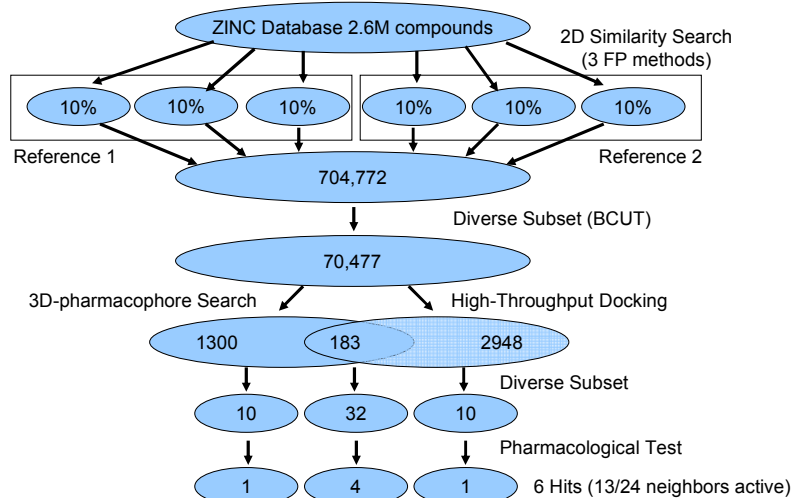 ZINC Database 2.6M compounds
2D Similarity Search
(3 FP methods)
10% 10% 10% 10% 10% 10%
Reference 1 Reference 2
704,772
Diverse Subset (BCUT)
70,477
3D-pharmacophore Search High-Throughput Docking
1300 183 2948
Diverse Subset
10 32 10
Pharmacological Test
1 4 1 6 Hits (13/24 neighbors active)